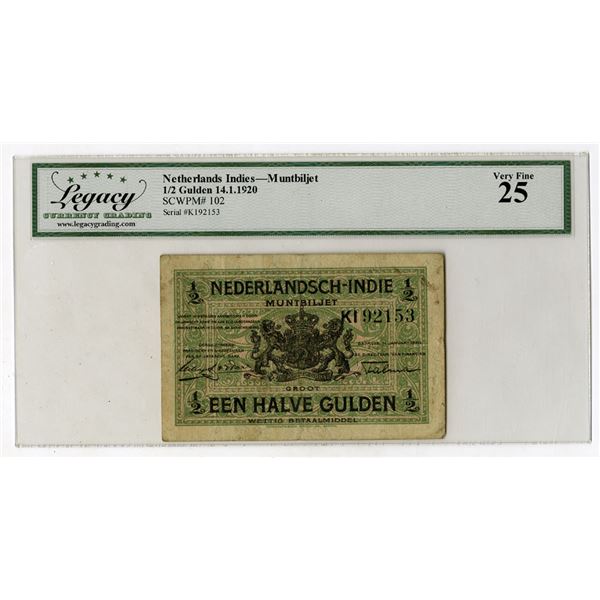 Legacy
CURRENCY GRADING
www.legacygrading.com
Netherlands Indies—Muntbiljet
1/2 Gulden 14.1.1920
SCWPM# 102
Serial #K192153
Very Fine
25
½ NEDERLANDSCH-INDIE ½
MUNTBILJET
KI 92153
GROOT
½ EEN HALVE GULDEN ½
WETTIG BETAALMIDDEL